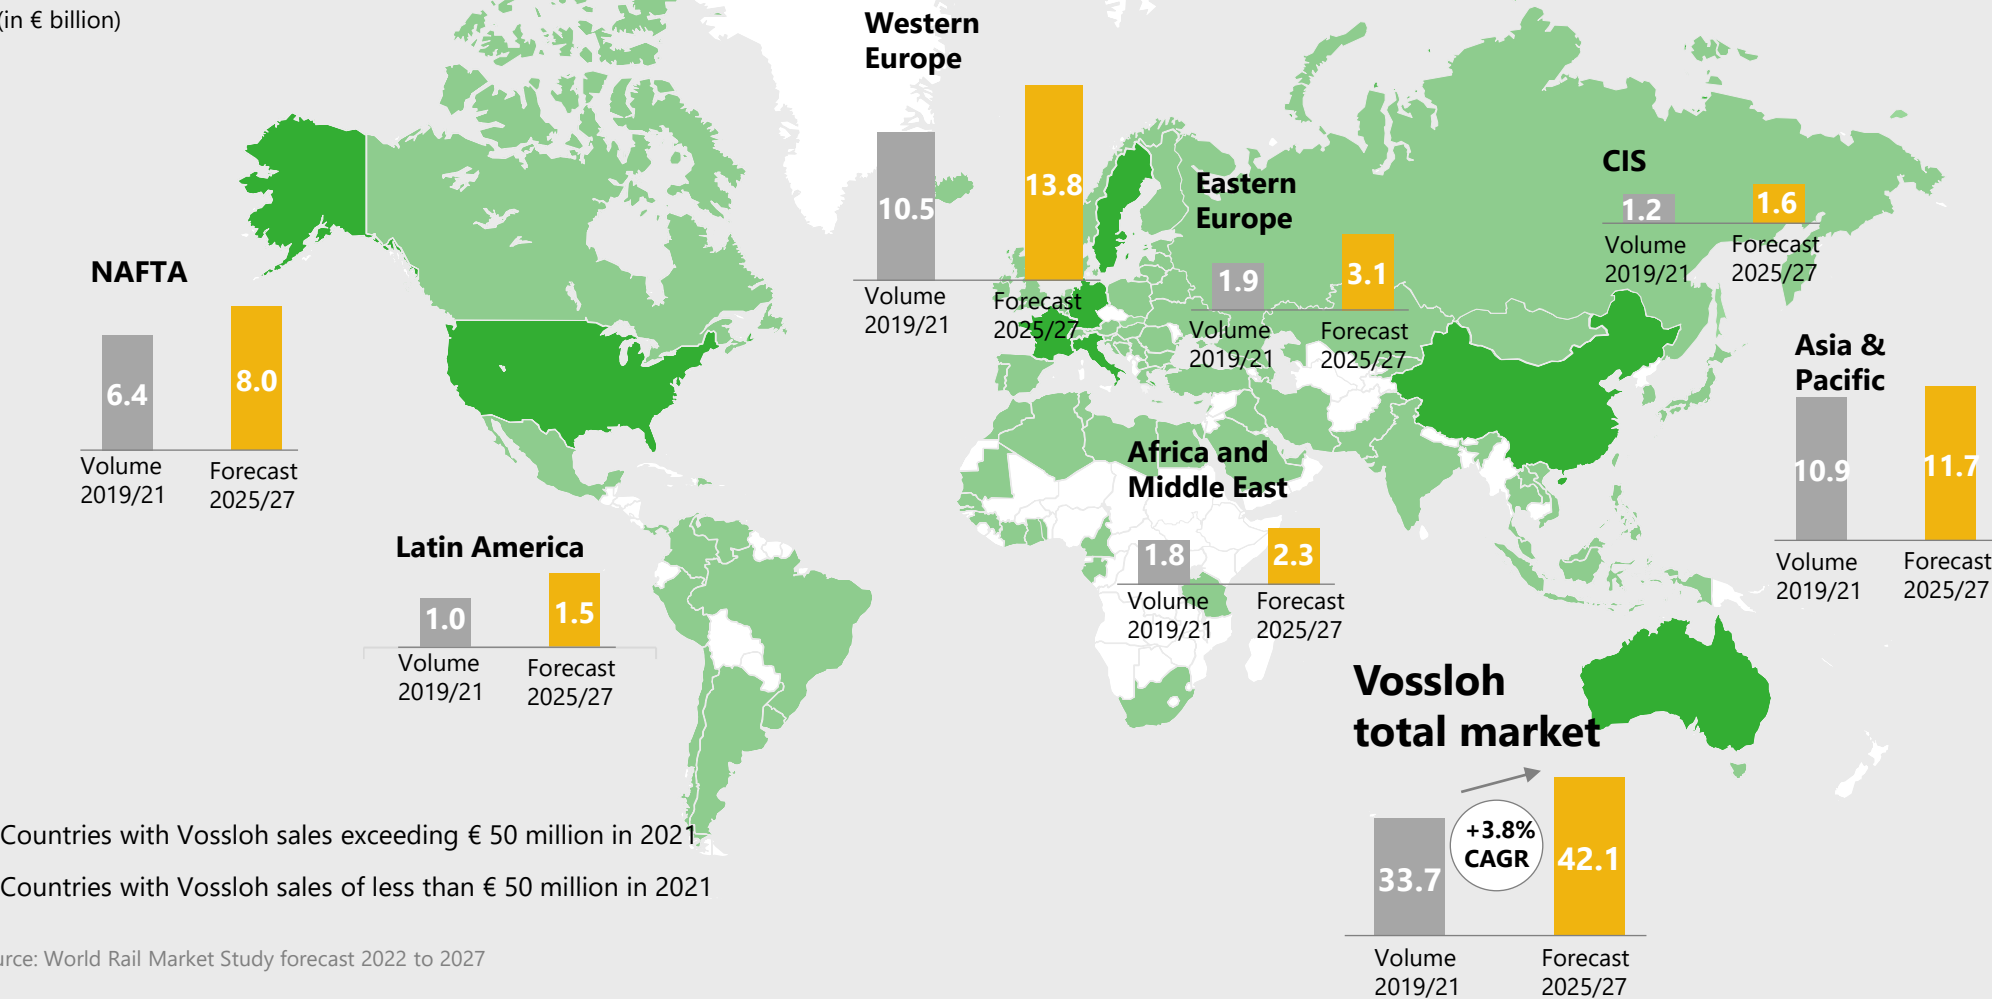 (in € billion)
Western
Europe
10.5
13.8
Volume
2019/21
Forecast
2025/27
Eastern
Europe
1.9
3.1
Volume
2019/21
Forecast
2025/27
CIS
1.2
1.6
Volume
2019/21
Forecast
2025/27
NAFTA
6.4
8.0
Volume
2019/21
Forecast
2025/27
Asia &
Pacific
10.9
11.7
Volume
2019/21
Forecast
2025/27
Africa and
Middle East
1.8
2.3
Volume
2019/21
Forecast
2025/27
Latin America
1.0
1.5
Volume
2019/21
Forecast
2025/27
Vossloh
total market
+3.8%
CAGR
33.7
42.1
Volume
2019/21
Forecast
2025/27
Countries with Vossloh sales exceeding € 50 million in 2021
Countries with Vossloh sales of less than € 50 million in 2021
urce: World Rail Market Study forecast 2022 to 2027